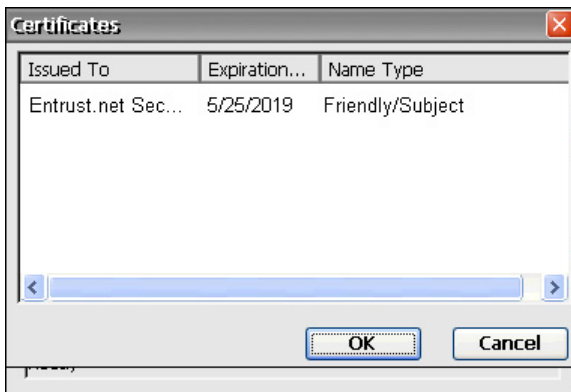 Certificates
Issued To Expiration... Name Type
Entrust.net Sec... 5/25/2019 Friendly/Subject
OK Cancel